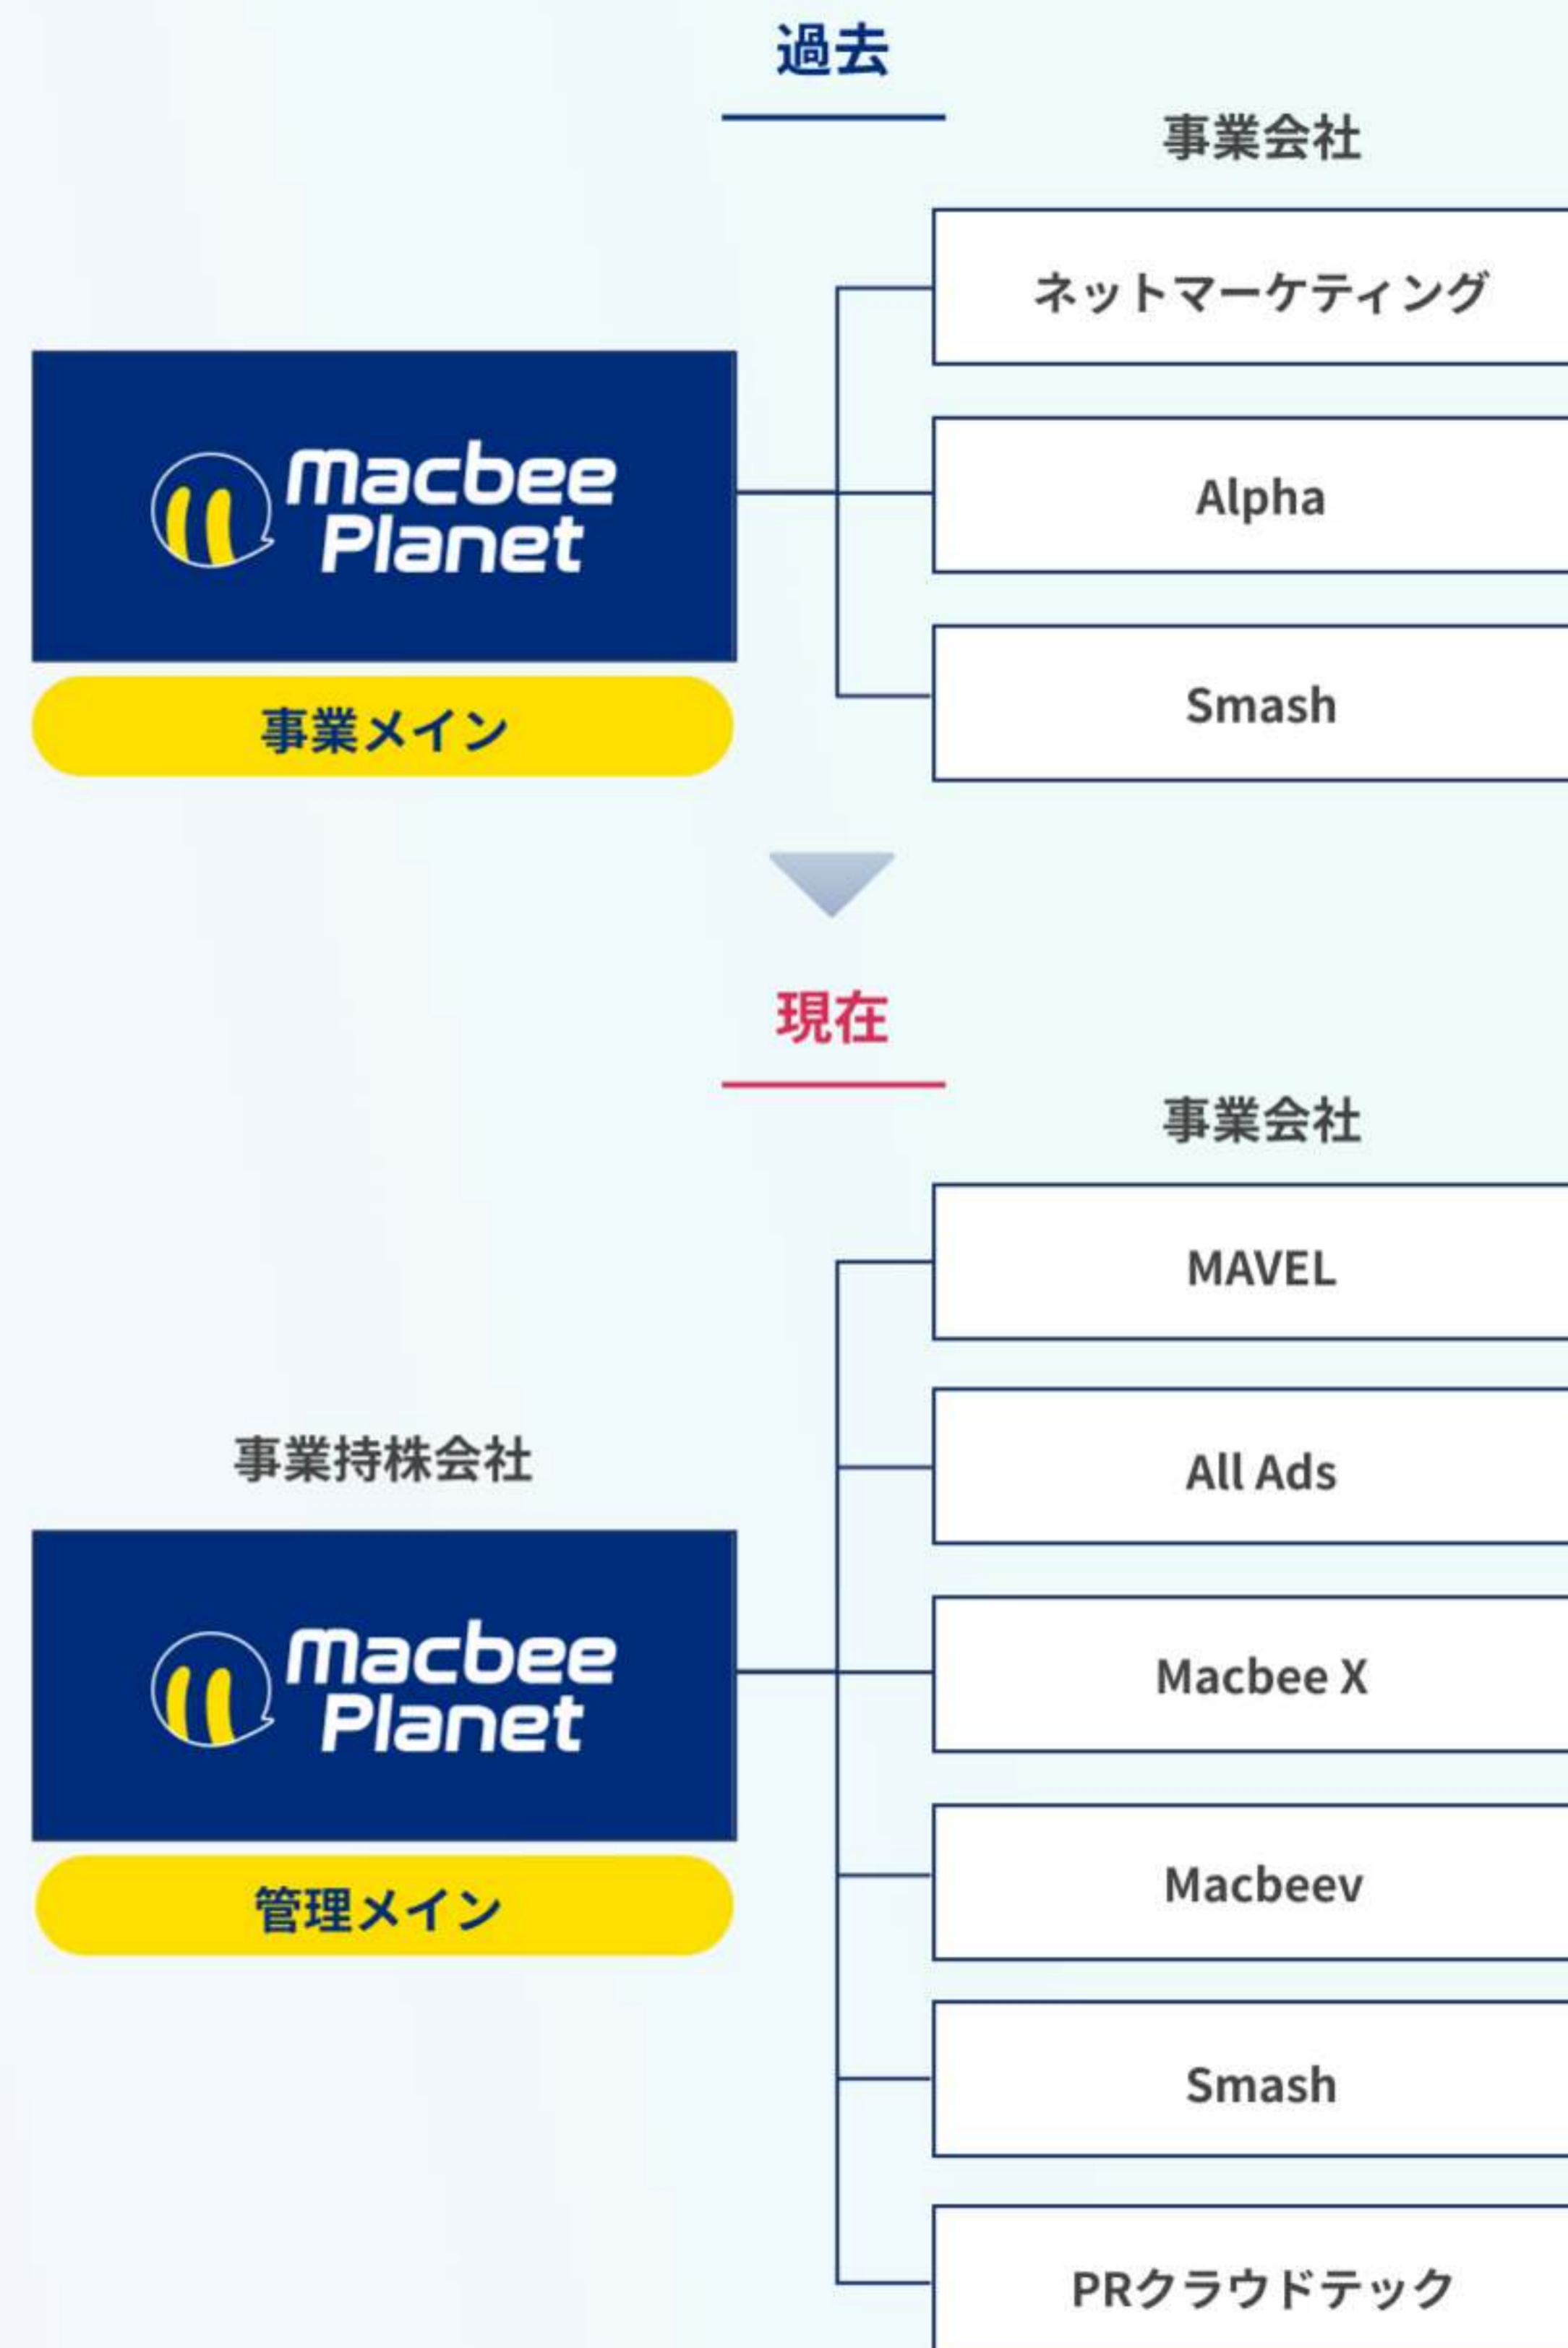 過去
事業会社
ネットマーケティング
macbee
Planet
Alpha
Smash
事業メイン
現在
事業会社
MAVEL
All Ads
事業持株会社
macbee
Planet
Macbee X
Macbeev
管理メイン
Smash
PRクラウドテック